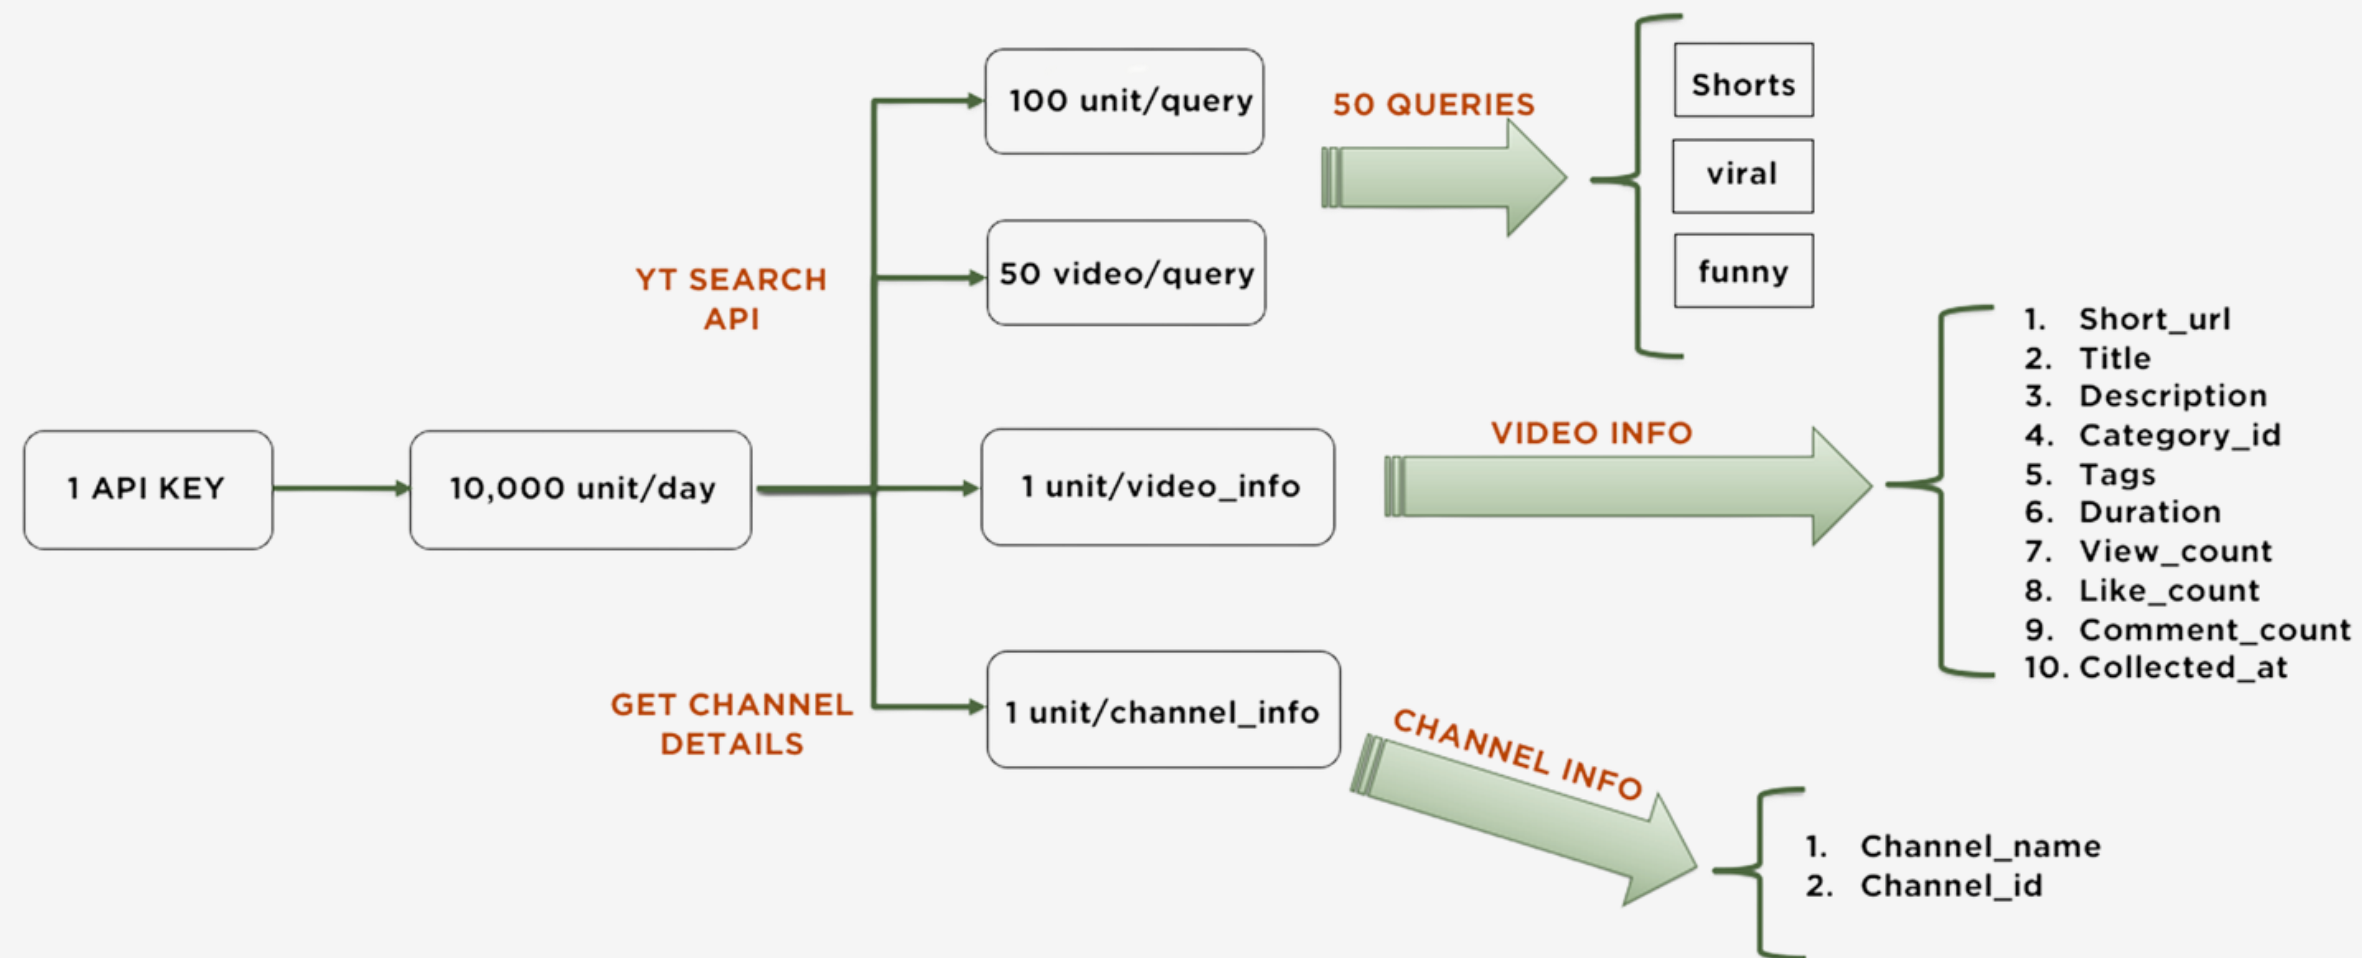 1 API KEY
10,000 unit/day
YT SEARCH
API
GET CHANNEL
DETAILS
100 unit/query
50 video/query
1 unit/video_info
1 unit/channel_info
50 QUERIES
Shorts
viral
funny
VIDEO INFO
1. Short_url
2. Title
3. Description
4. Category_id
5. Tags
6. Duration
7. View_count
8. Like_count
9. Comment_count
10. Collected_at
CHANNEL INFO
1. Channel_name
2. Channel_id